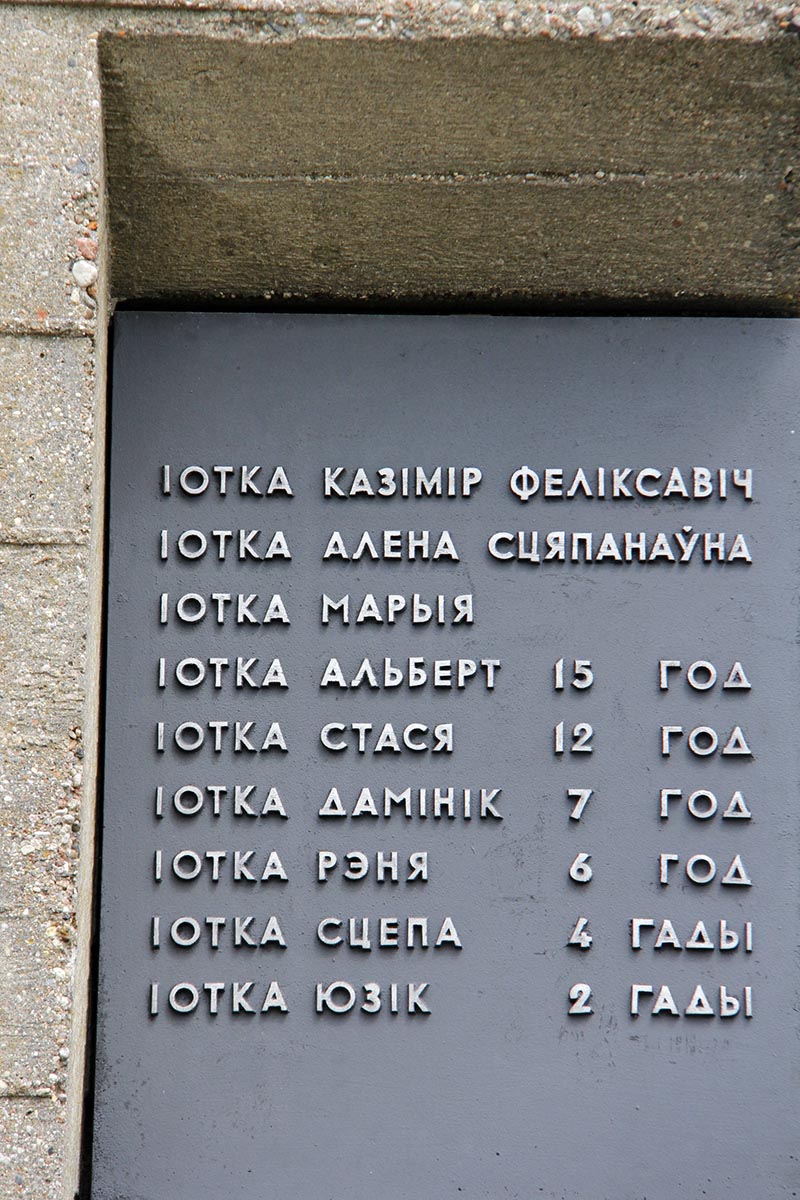 ІОТКА КАЗІМІР ФЕЛІКСАВІЧ
ІОТКА АЛЕНА СЦЯПАНАЎНА
ІОТКА МАРЫЯ
ІОТКА АЛЬБЕРТ 15 ГОД
ІОТКА СТАСЯ 12 ГОД
ІОТКА ДАМІНІК 7 ГОД
ІОТКА РЭНЯ 6 ГОД
ІОТКА СЦЕПА 4 ГАДЫ
ІОТКА ЮЗІК 2 ГАДЫ